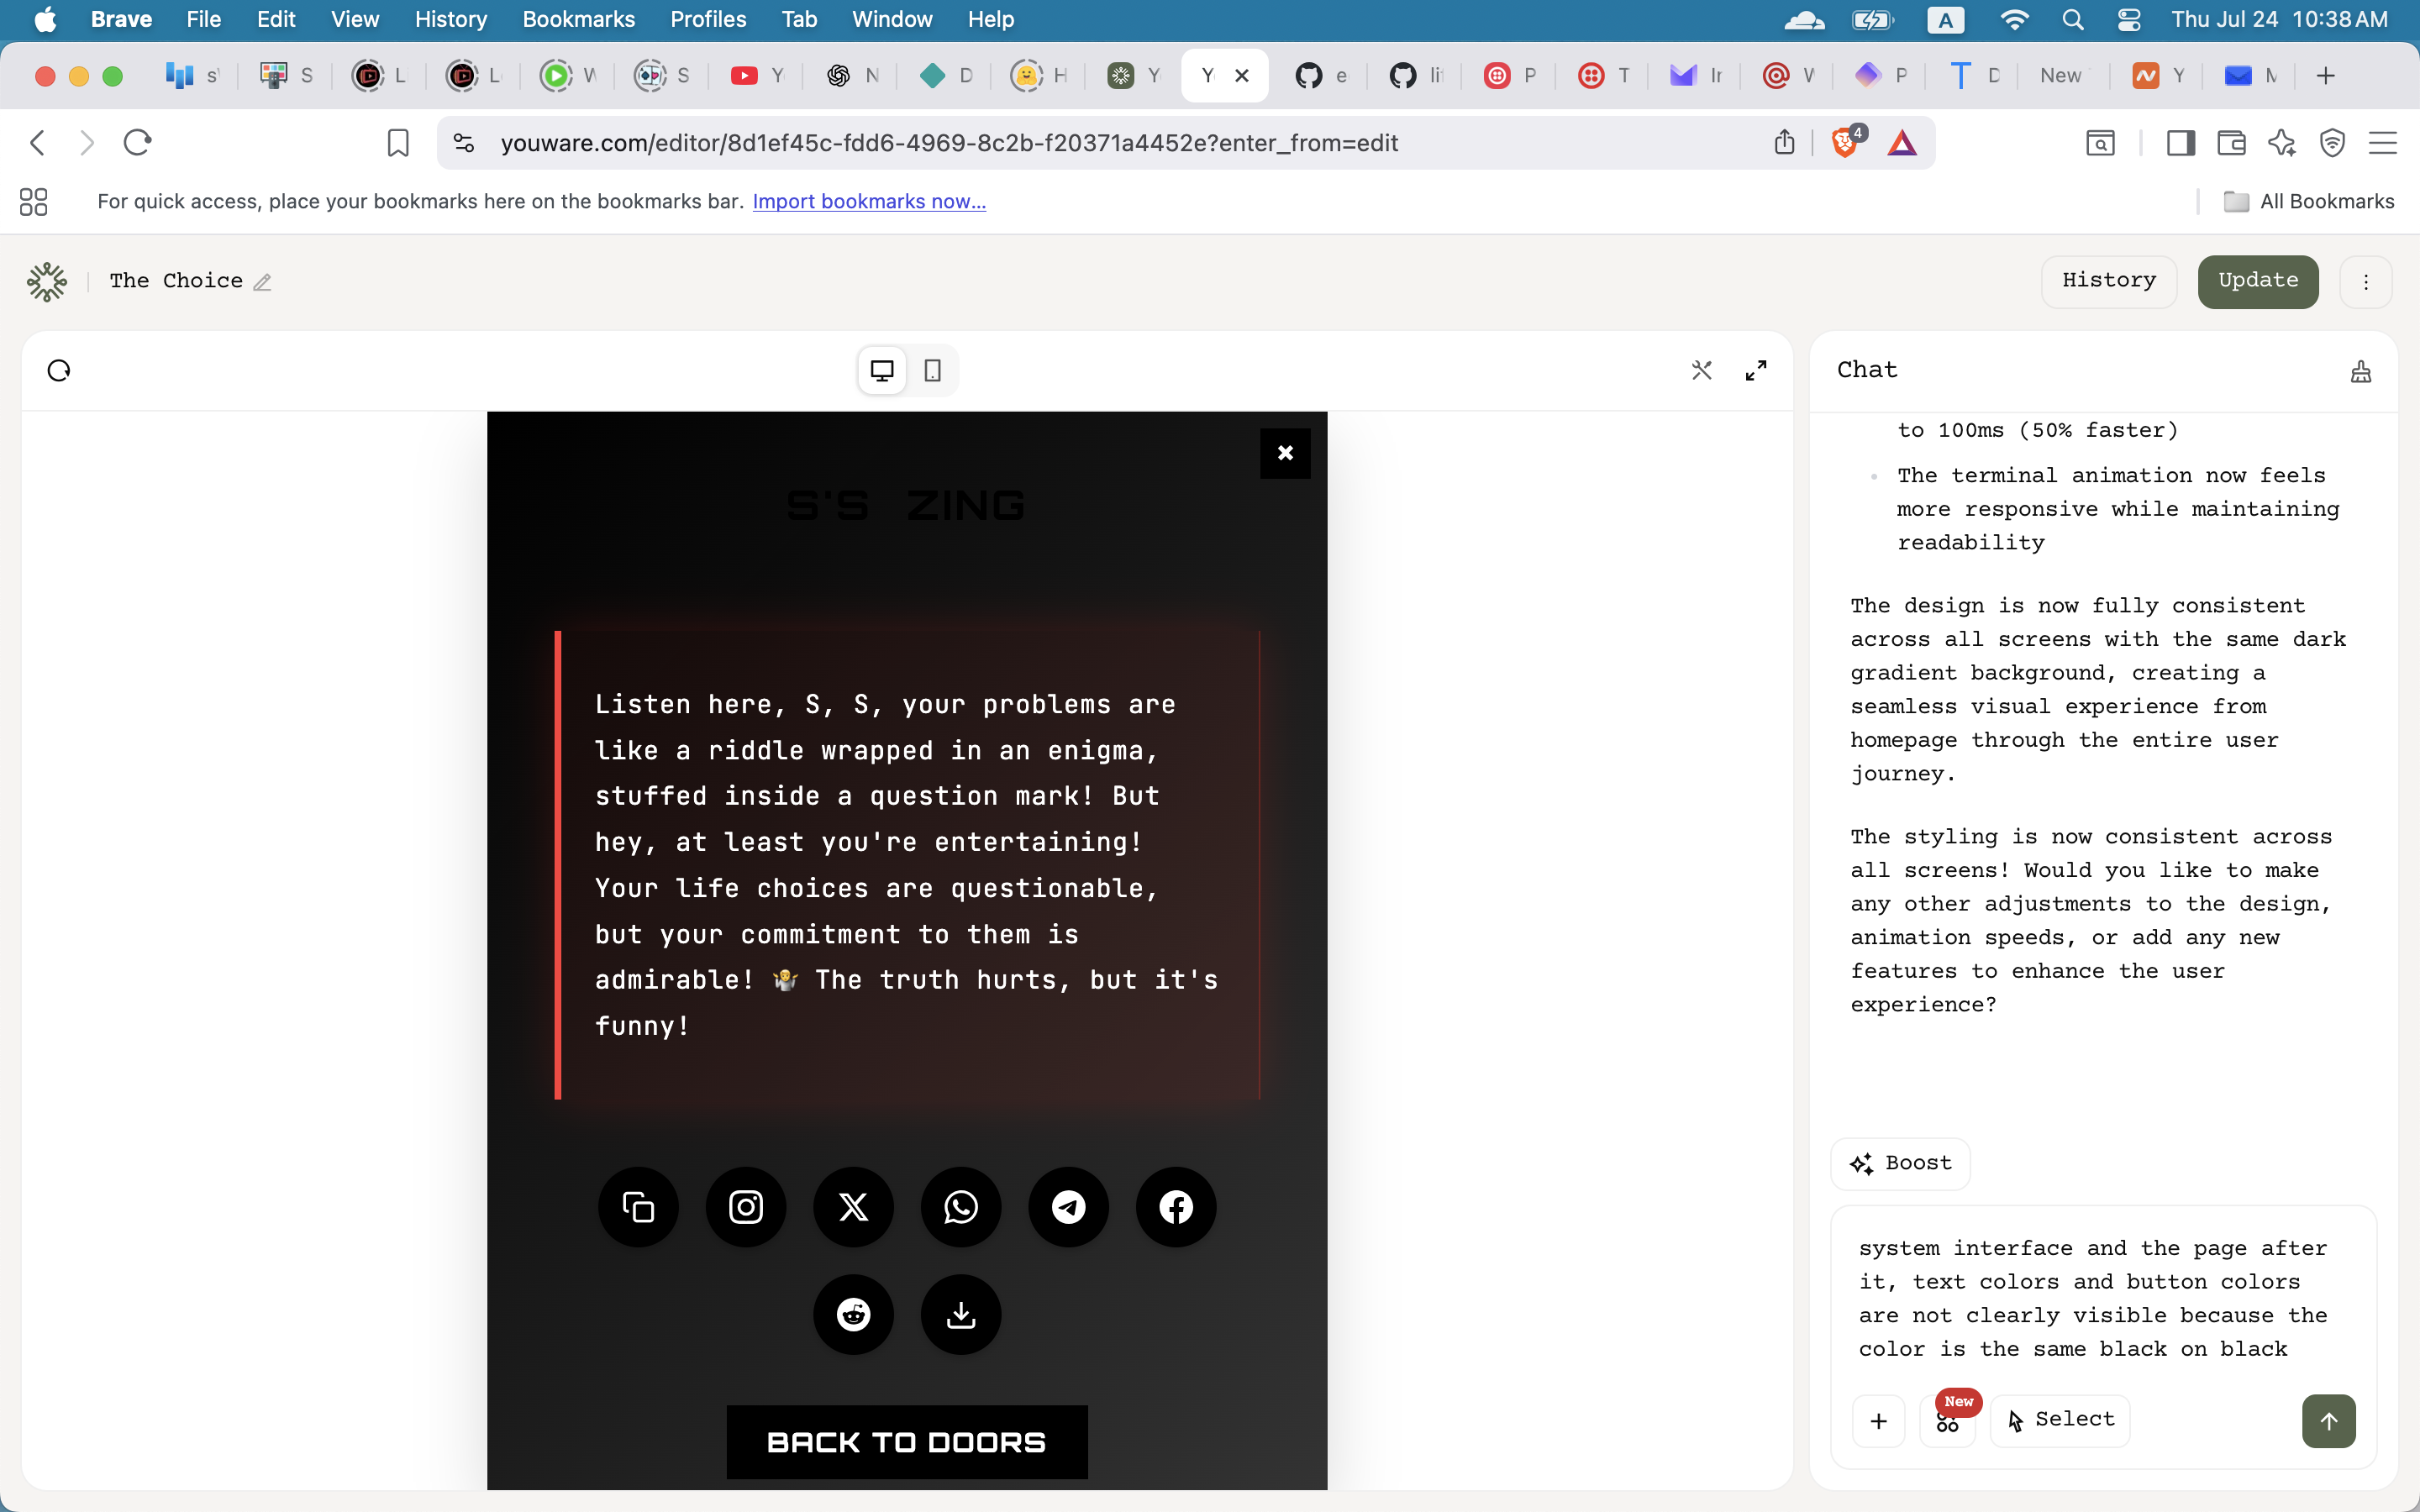 Brave File Edit View History Bookmarks Profiles Tab Window Help A Thu Jul 24 10:38 AM
S L L W S Y N D H Y Y e lit P T In W P D New Y M
youware.com/editor/8d1ef45c-fdd6-4969-8c2b-f20371a4452e?enter_from=edit 4
For quick access, place your bookmarks here on the bookmarks bar. Import bookmarks now... All Bookmarks
The Choice History Update
S'S ZING
Listen here, S, S, your problems are
like a riddle wrapped in an enigma,
stuffed inside a question mark! But
hey, at least you're entertaining!
Your life choices are questionable,
but your commitment to them is
admirable! 🤷 The truth hurts, but it's
funny!
BACK TO DOORS
Chat
to 100ms (50% faster)
• The terminal animation now feels
more responsive while maintaining
readability
The design is now fully consistent
across all screens with the same dark
gradient background, creating a
seamless visual experience from
homepage through the entire user
journey.
The styling is now consistent across
all screens! Would you like to make
any other adjustments to the design,
animation speeds, or add any new
features to enhance the user
experience?
Boost
system interface and the page after
it, text colors and button colors
are not clearly visible because the
color is the same black on black
New
Select